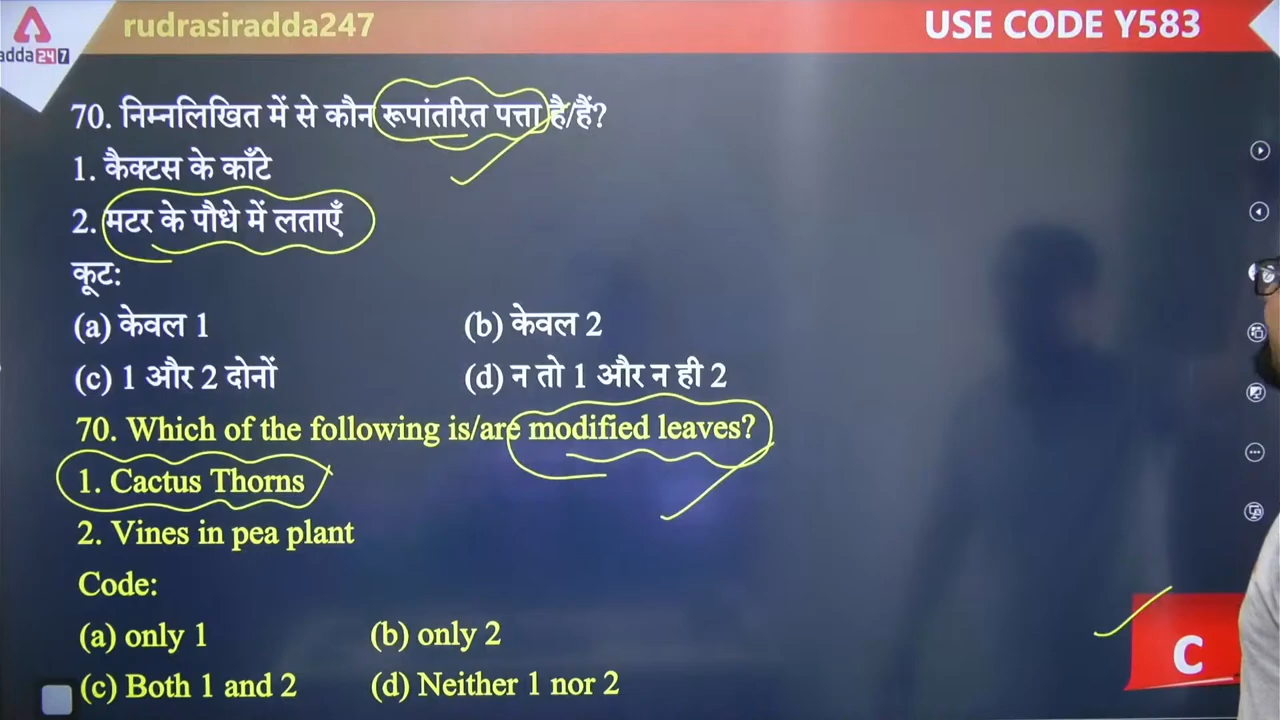 rudrasiradda247
USE CODE Y583
adda247
70. निम्नलिखित में से कौन रूपांतरित पत्ता है/हैं?
1. कैक्टस के काँटे
2. मटर के पौधे में लताएँ
कूट:
(a) केवल 1 (b) केवल 2
(c) 1 और 2 दोनों (d) न तो 1 और न ही 2
70. Which of the following is/are modified leaves?
1. Cactus Thorns
2. Vines in pea plant
Code:
(a) only 1 (b) only 2
(c) Both 1 and 2 (d) Neither 1 nor 2
C